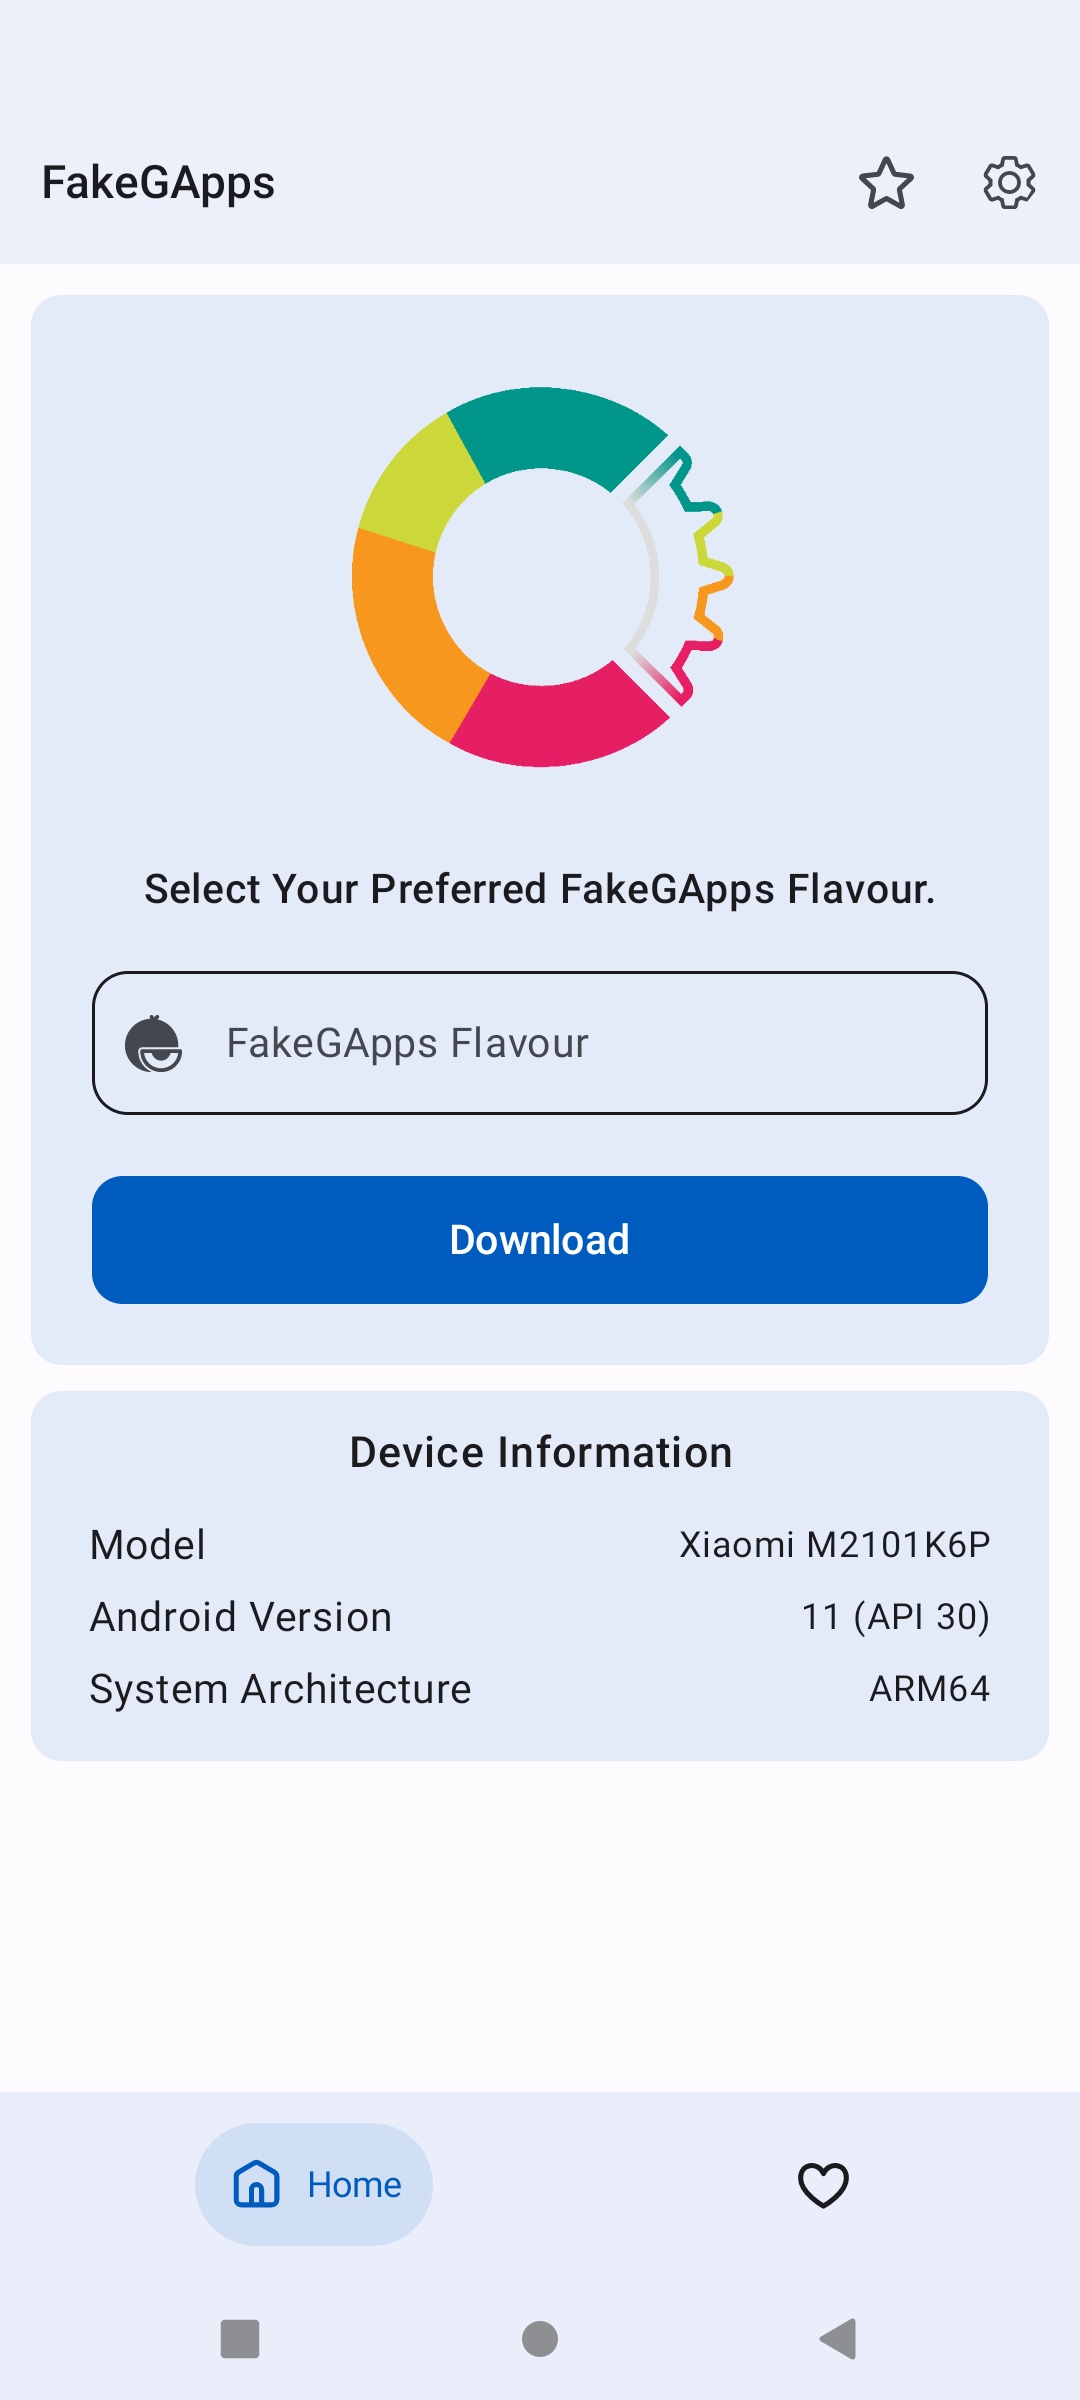 FakeGApps
Select Your Preferred FakeGApps Flavour.
FakeGApps Flavour
Download
Device Information
Model Xiaomi M2101K6P
Android Version 11 (API 30)
System Architecture ARM64
Home